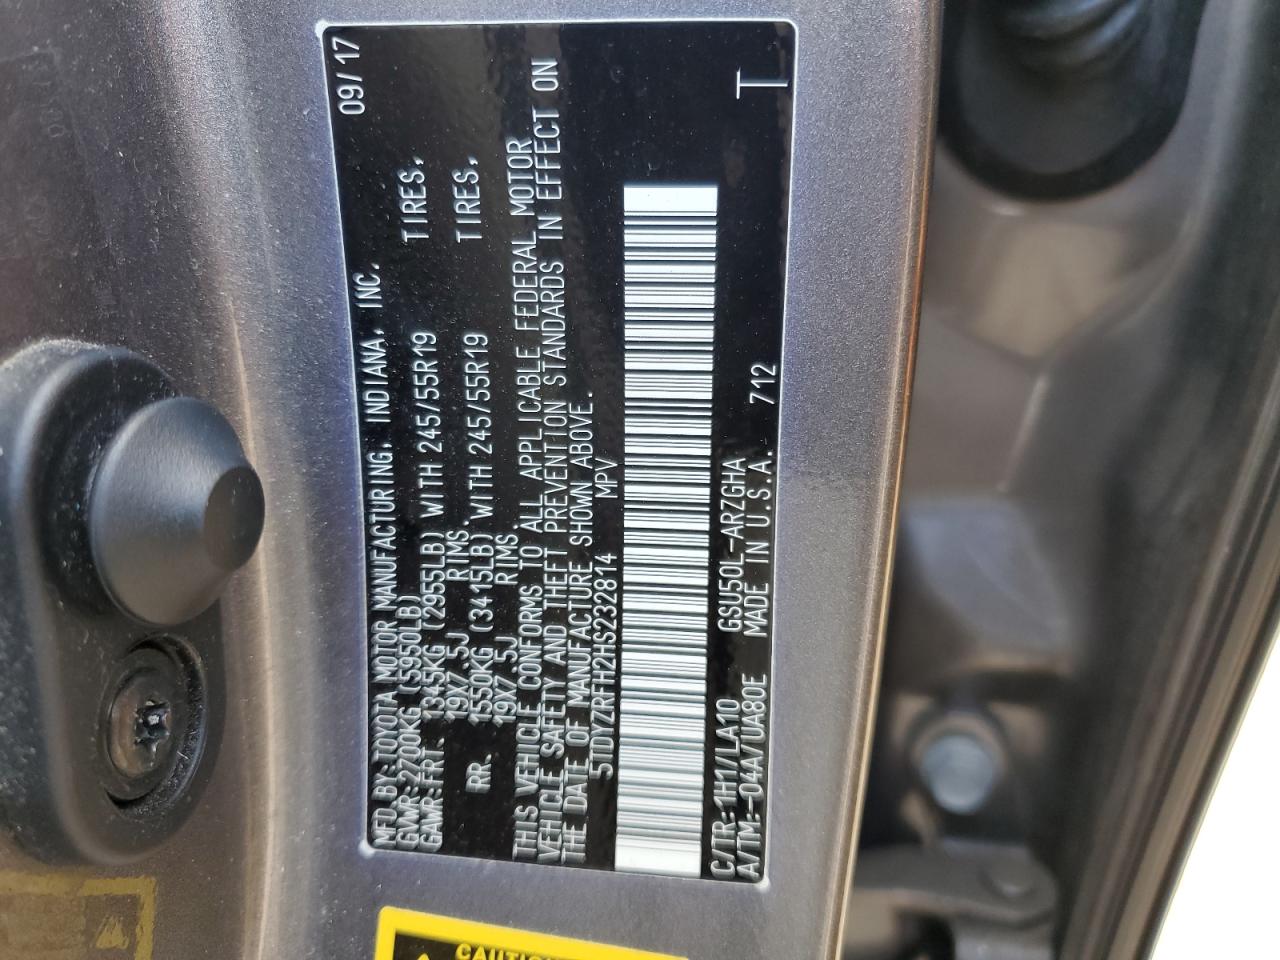 MFD.BY:TOYOTA MOTOR MANUFACTURING, INDIANA, INC. 09/17
GVWR:2700KG (5950LB)
GAWR:FRT. 1345KG (2955LB) WITH 245/55R19 TIRES,
19X7.5J RIMS.
RR. 1550KG (3415LB) WITH 245/55R19 TIRES,
19X7.5J RIMS.
THIS VEHICLE CONFORMS TO ALL APPLICABLE FEDERAL MOTOR
VEHICLE SAFETY AND THEFT PREVENTION STANDARDS IN EFFECT ON
THE DATE OF MANUFACTURE SHOWN ABOVE.
5TDYZRFH2HS232814 MPV
C/TR:1H1/LA10 GSU50L-ARZGHA
A/TM:-04A/UA80E MADE IN U.S.A. 712 T
CAUTION